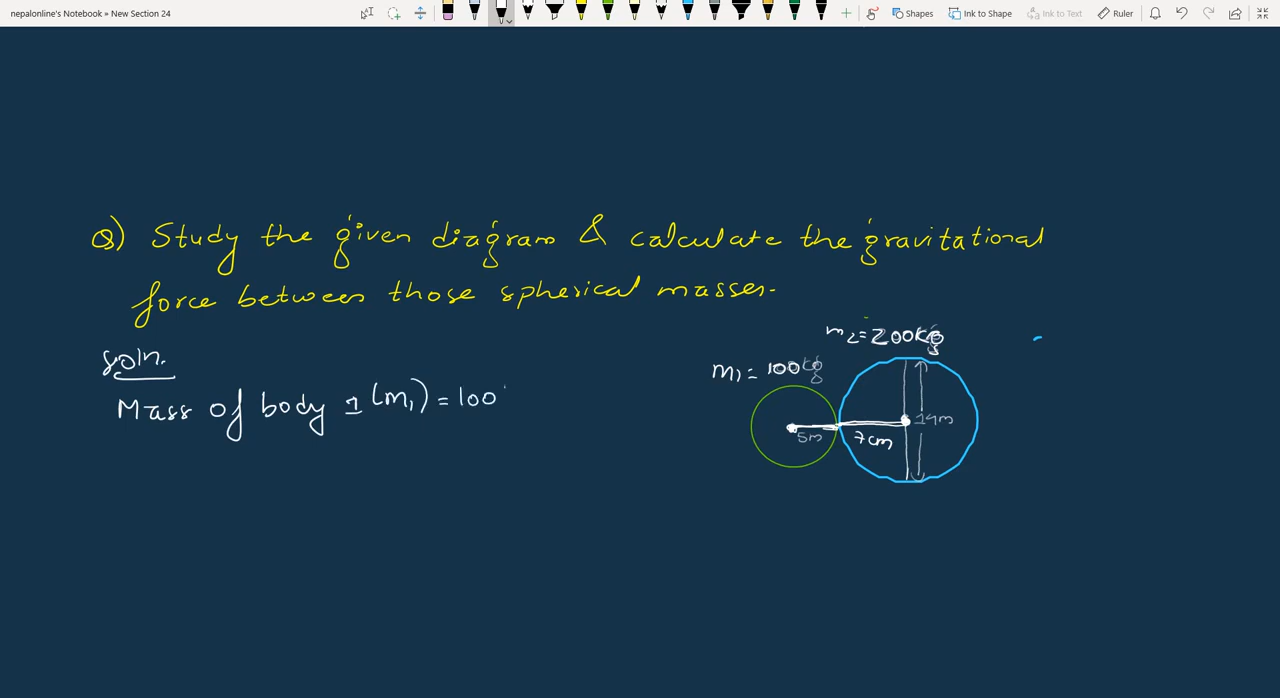 nepalonline's Notebook » New Section 24
Shapes Ink to Shape Ink to Text Ruler
Q) Study the given diagram & calculate the gravitational
force between those spherical masses.
Soln.
Mass of body 1 (m₁) = 100
m₂ = 200kg
m₁ = 100kg
14m
5m
7cm